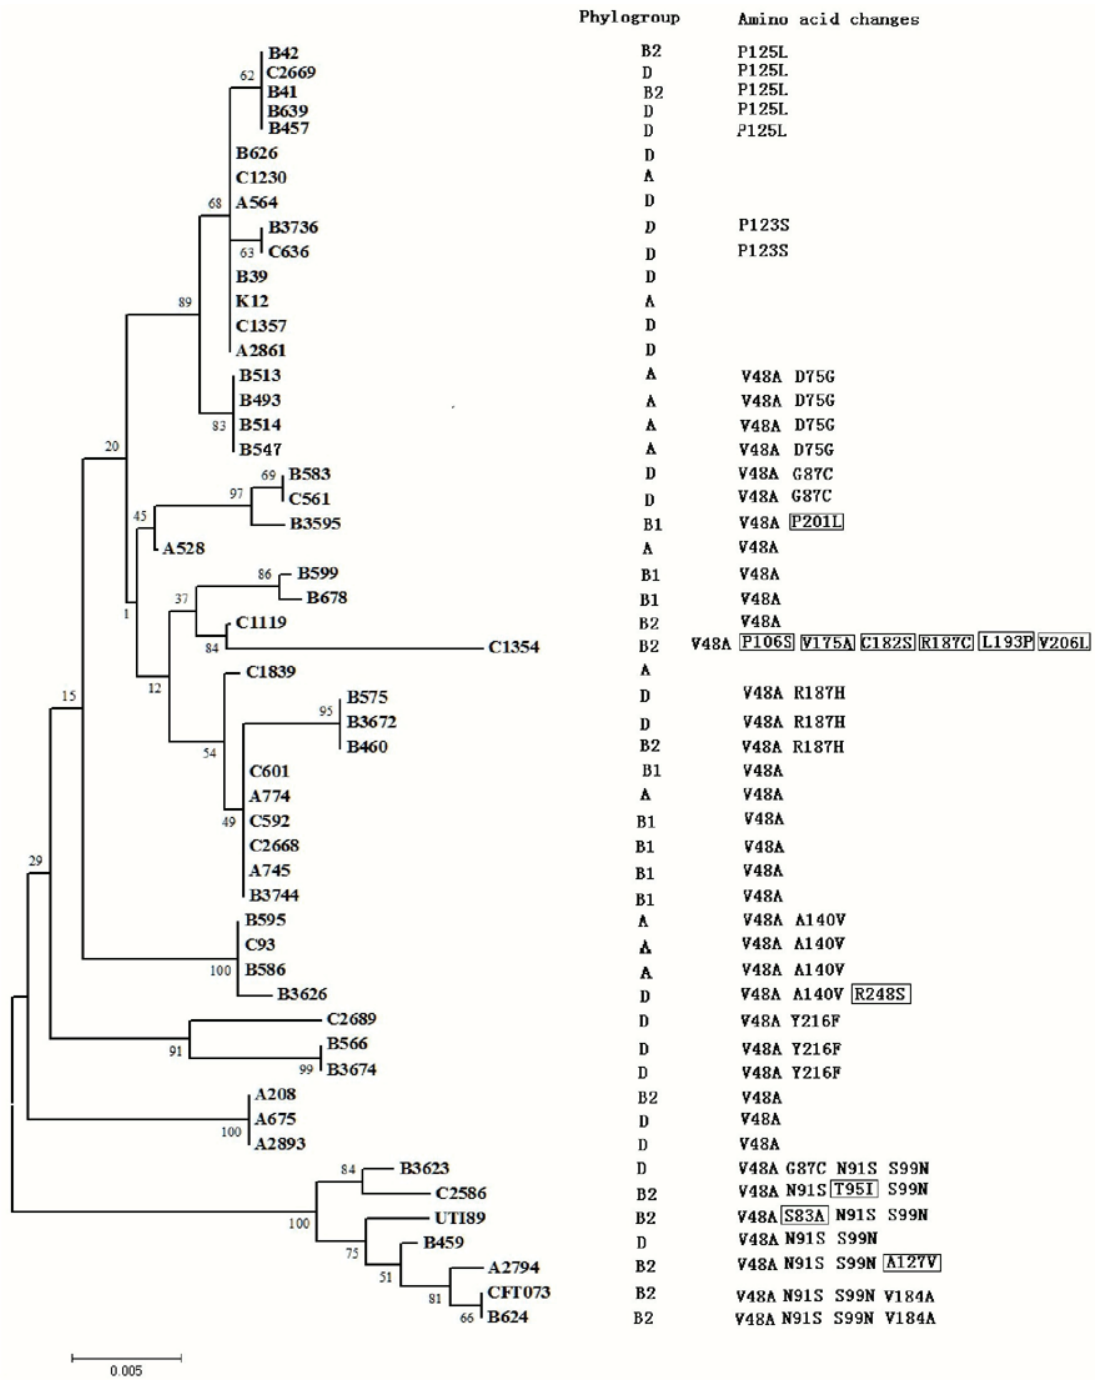 Phylogroup Amino acid changes
B42 B2 P125L
62 C2669 D P125L
B41 B2 P125L
B639 D P125L
B457 D P125L
B626 D
C1230 A
68 A564 D
B3736 D P123S
63 C636 D P123S
B39 D
89 K12 A
C1357 D
A2861 D
B513 A V48A D75G
B493 A V48A D75G
83 B514 A V48A D75G
20 B547 A V48A D75G
69 B583 D V48A G87C
97 C561 D V48A G87C
45 B3595 B1 V48A P201L
A528 A V48A
86 B599 B1 V48A
37 B678 B1 V48A
1 C1119 B2 V48A
84 C1354 B2 V48A P106S V175A C182S R187C L193P V206L
12 C1839 A
15 B575 D V48A R187H
95 B3672 D V48A R187H
54 B460 B2 V48A R187H
C601 B1 V48A
A774 A V48A
49 C592 B1 V48A
C2668 B1 V48A
29 A745 B1 V48A
B3744 B1 V48A
B595 A V48A A140V
C93 A V48A A140V
100 B586 A V48A A140V
B3626 D V48A A140V R248S
C2689 D V48A Y216F
91 B566 D V48A Y216F
99 B3674 D V48A Y216F
A208 B2 V48A
100 A675 D V48A
A2893 D V48A
84 B3623 D V48A G87C N91S S99N
C2586 B2 V48A N91S T95I S99N
100 UTI89 B2 V48A S83A N91S S99N
75 B459 D V48A N91S S99N
51 A2794 B2 V48A N91S S99N A127V
81 CFT073 B2 V48A N91S S99N V184A
66 B624 B2 V48A N91S S99N V184A
0.005